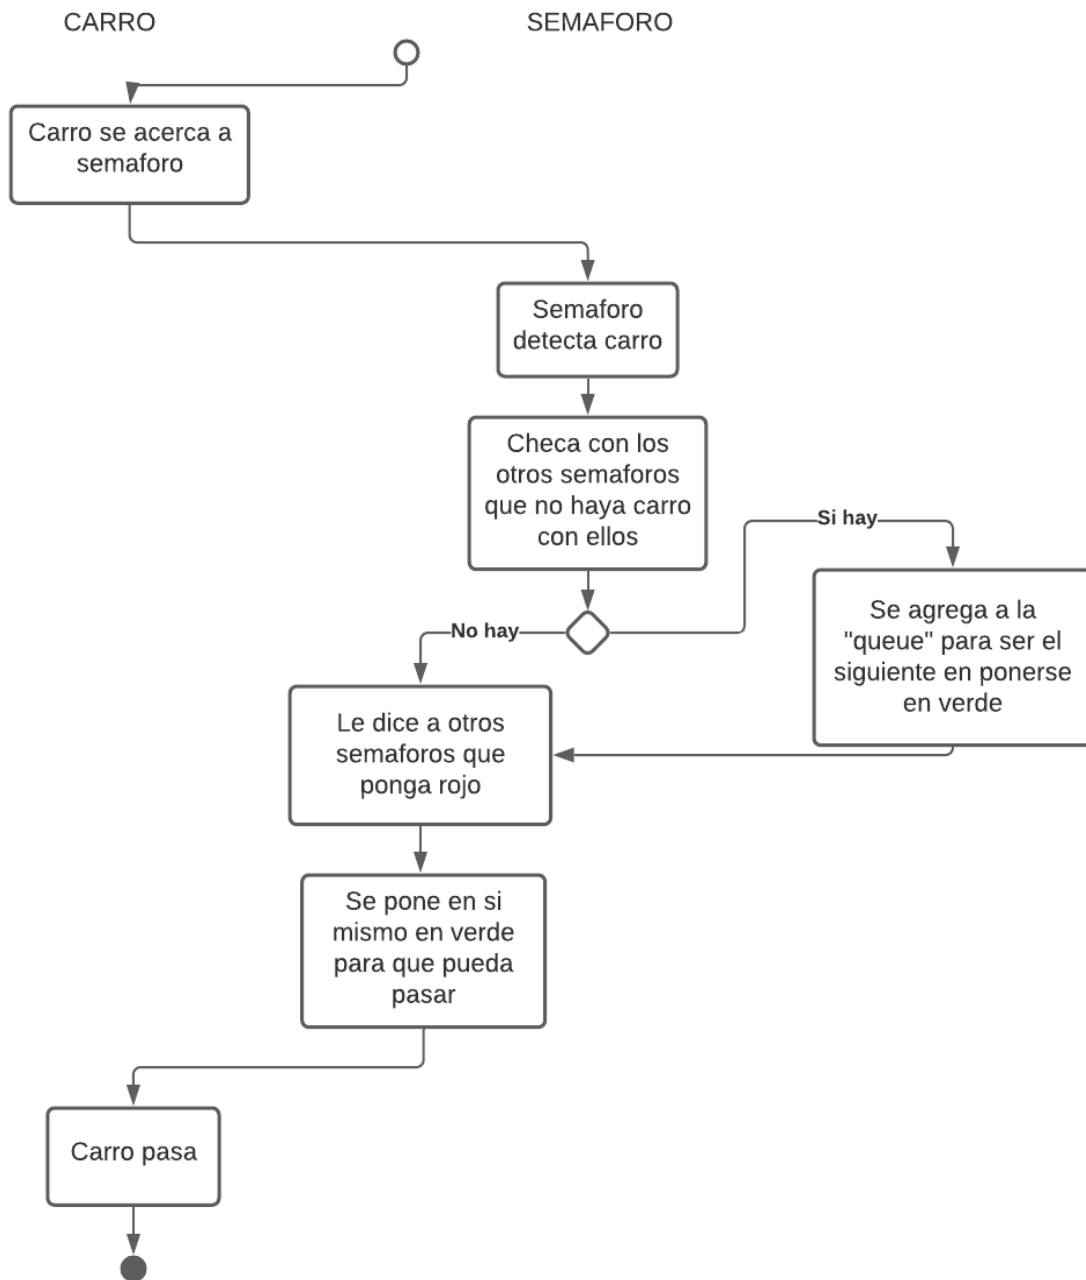 CARRO
SEMAFORO
Carro se acerca a
semaforo
Semaforo
detecta carro
Checa con los
otros semaforos
que no haya carro
con ellos
Si hay
No hay
Se agrega a la
"queue" para ser el
siguiente en ponerse
en verde
Le dice a otros
semaforos que
ponga rojo
Se pone en si
mismo en verde
para que pueda
pasar
Carro pasa